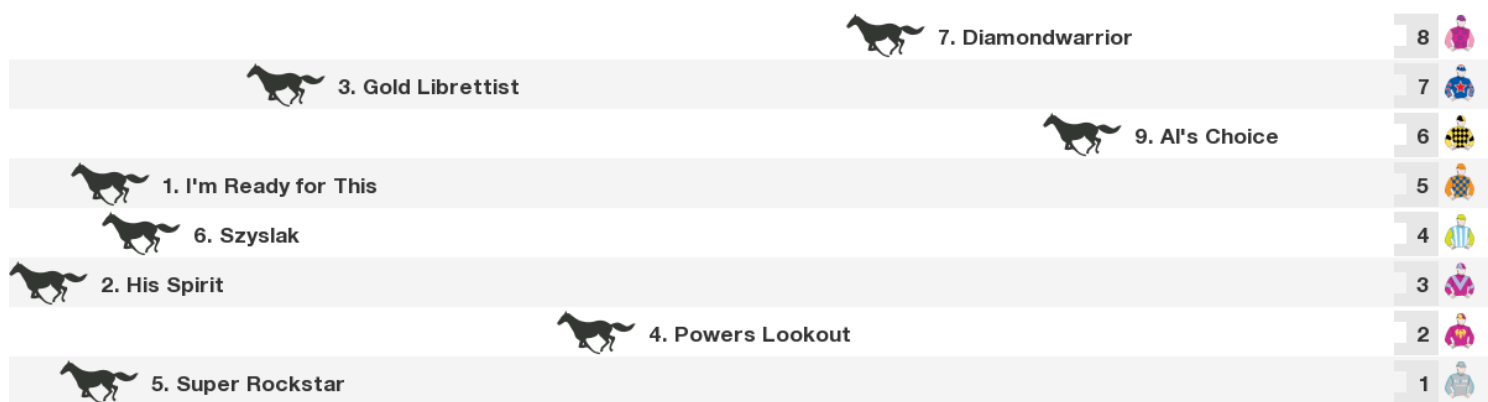 7. Diamondwarrior 8
3. Gold Librettist 7
9. Al's Choice 6
1. I'm Ready for This 5
6. Szyslak 4
2. His Spirit 3
4. Powers Lookout 2
5. Super Rockstar 1